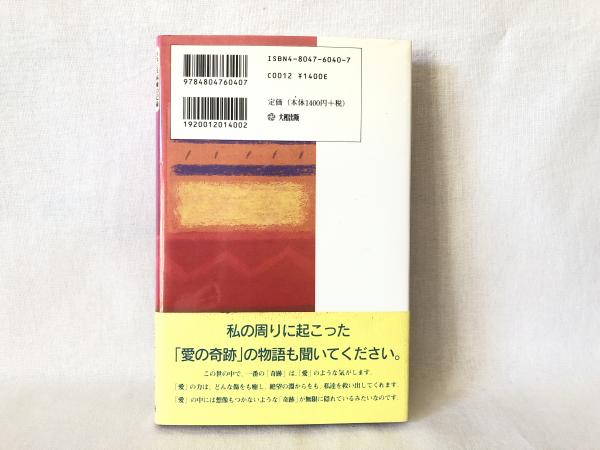 ISBN4-8047-6040-7
C0012 ¥1400E
9784804760407
定価(本体1400円+税)
大和出版
1920012014002
私の周りに起こった
「愛の奇跡」の物語も聞いてください。
この世の中で、一番の「奇跡」は、「愛」のような気がします。
「愛」の力は、どんな傷をも癒し、絶望の淵からをも、私達を救い出してくれます。
「愛」の中には想像もつかないような「奇跡」が無限に隠れているみたいなのです。